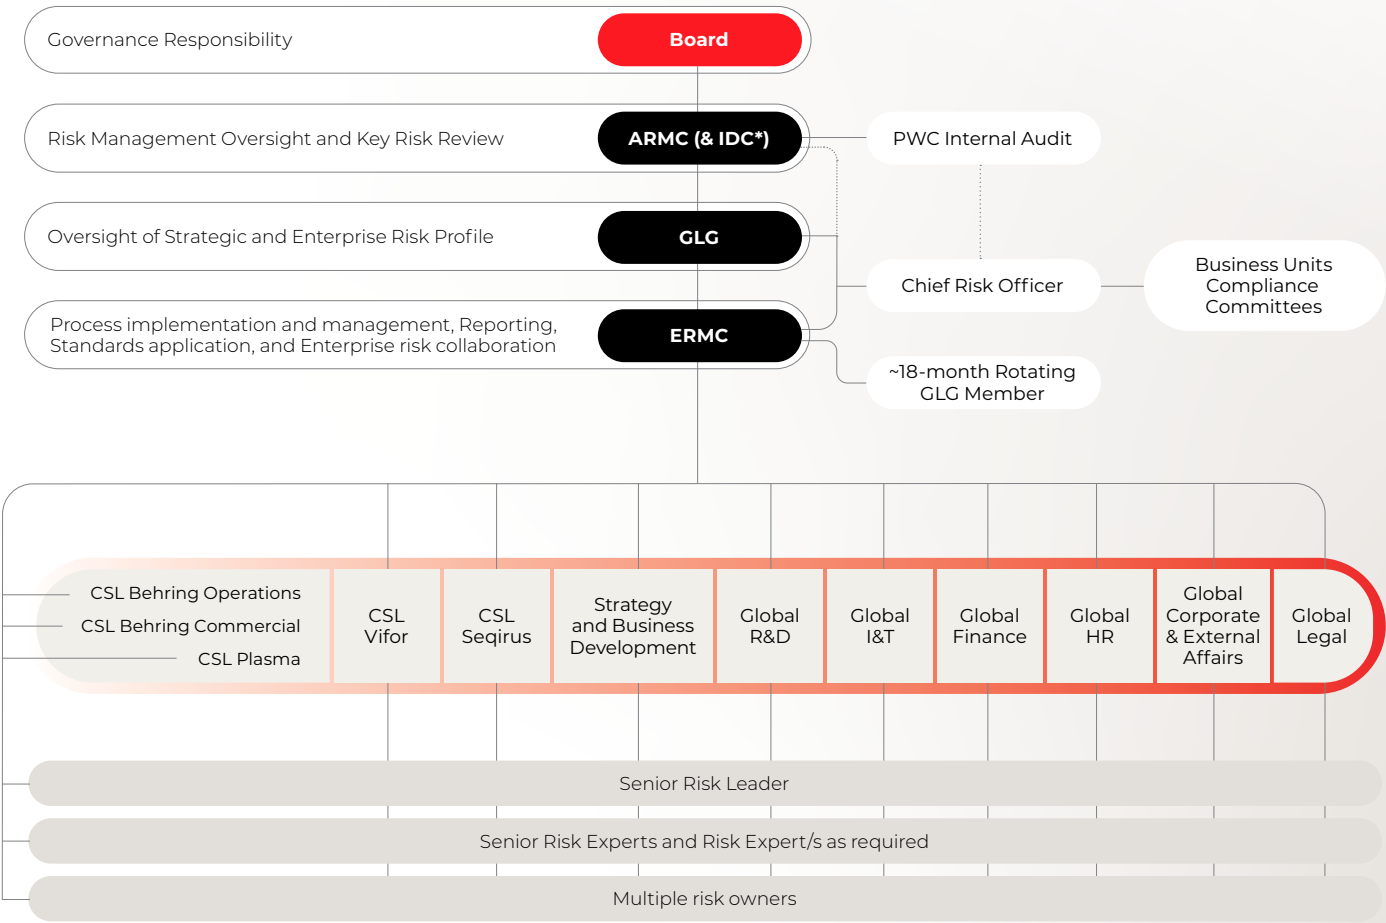 Governance Responsibility
Board
Risk Management Oversight and Key Risk Review
ARMC (& IDC*)
PWC Internal Audit
Oversight of Strategic and Enterprise Risk Profile
GLG
Chief Risk Officer
Business Units
Compliance
Committees
Process implementation and management, Reporting,
Standards application, and Enterprise risk collaboration
ERMC
~18-month Rotating
GLG Member
CSL Behring Operations
CSL Behring Commercial
CSL Plasma
CSL
Vifor
CSL
Seqirus
Strategy
and Business
Development
Global
R&D
Global
I&T
Global
Finance
Global
HR
Global
Corporate
& External
Affairs
Global
Legal
Senior Risk Leader
Senior Risk Experts and Risk Expert/s as required
Multiple risk owners